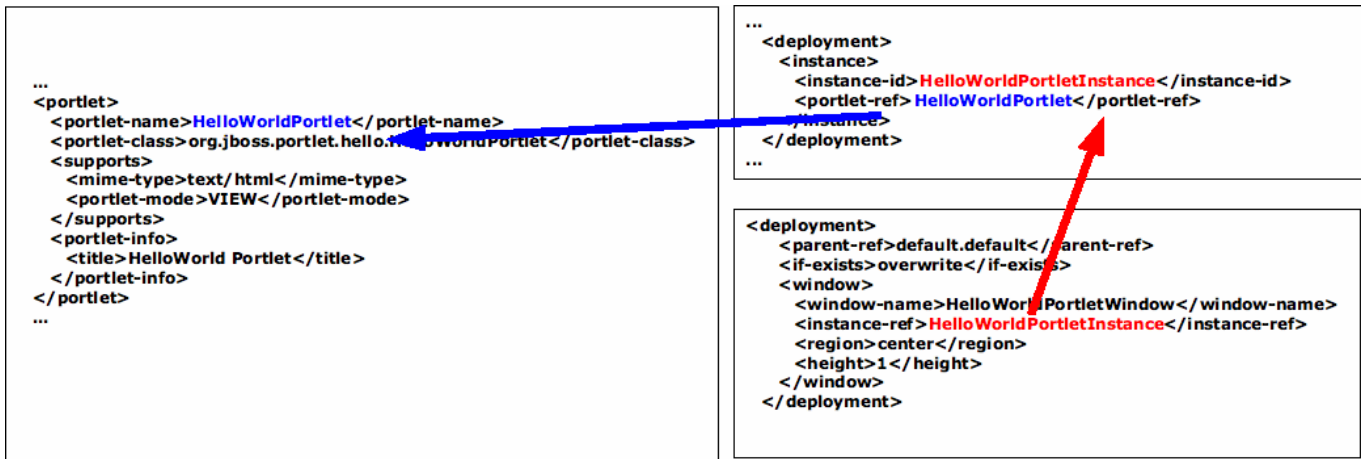 ...
<portlet>
<portlet-name>HelloWorldPortlet</portlet-name>
<portlet-class>org.jboss.portlet.hello.HelloWorldPortlet</portlet-class>
<supports>
<mime-type>text/html</mime-type>
<portlet-mode>VIEW</portlet-mode>
</supports>
<portlet-info>
<title>HelloWorld Portlet</title>
</portlet-info>
</portlet>
...
...
<deployment>
<instance>
<instance-id>HelloWorldPortletInstance</instance-id>
<portlet-ref>HelloWorldPortlet</portlet-ref>
</instance>
</deployment>
...
<deployment>
<parent-ref>default.default</parent-ref>
<if-exists>overwrite</if-exists>
<window>
<window-name>HelloWorldPortletWindow</window-name>
<instance-ref>HelloWorldPortletInstance</instance-ref>
<region>center</region>
<height>1</height>
</window>
</deployment>